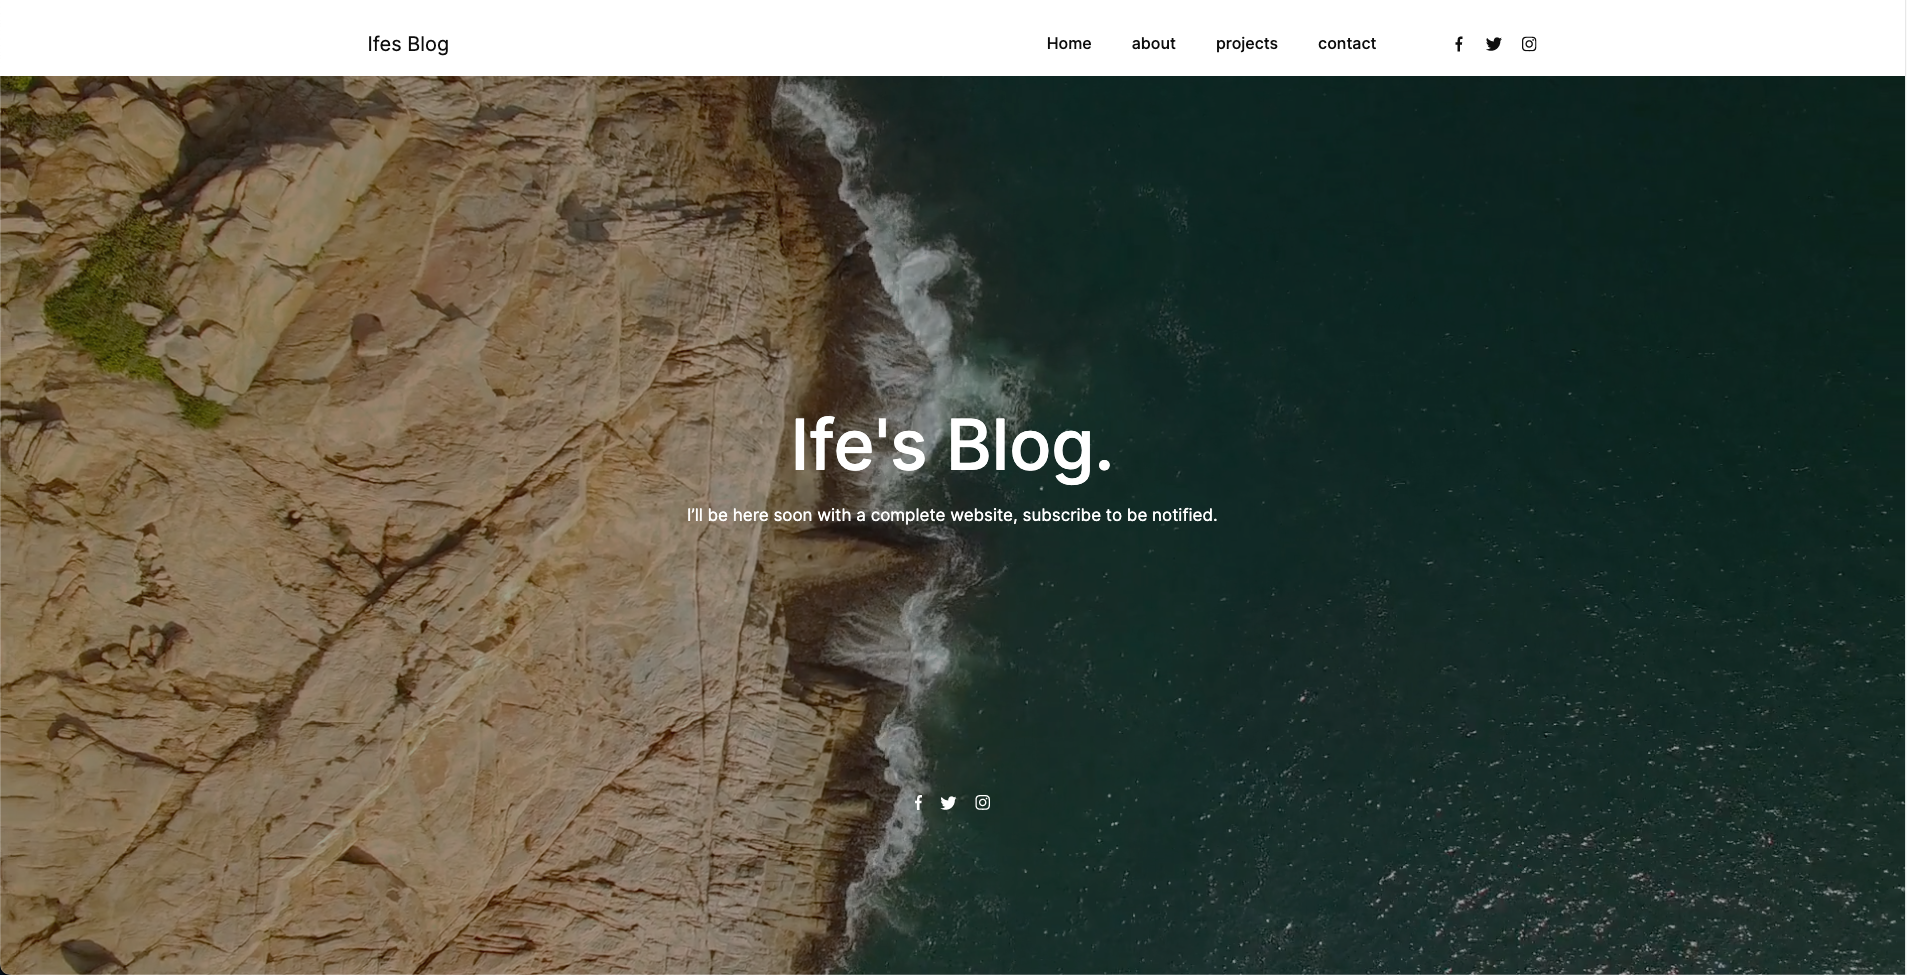 Ifes Blog
Home about projects contact
Ife's Blog.
I'll be here soon with a complete website, subscribe to be notified.